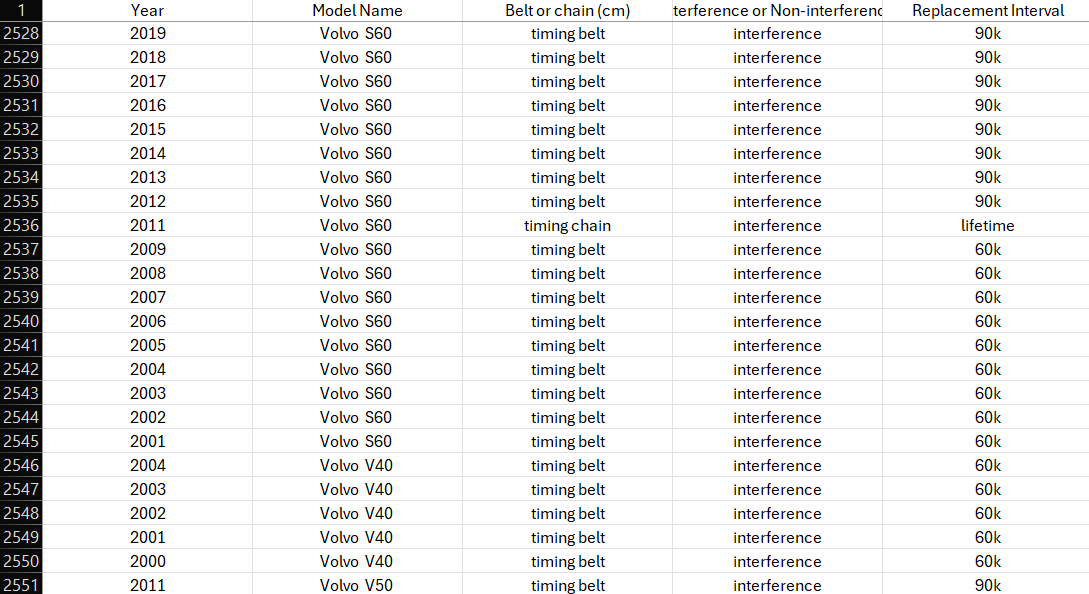 1 Year Model Name Belt or chain (cm) terference or Non-interferenc Replacement Interval
2528 2019 Volvo S60 timing belt interference 90k
2529 2018 Volvo S60 timing belt interference 90k
2530 2017 Volvo S60 timing belt interference 90k
2531 2016 Volvo S60 timing belt interference 90k
2532 2015 Volvo S60 timing belt interference 90k
2533 2014 Volvo S60 timing belt interference 90k
2534 2013 Volvo S60 timing belt interference 90k
2535 2012 Volvo S60 timing belt interference 90k
2536 2011 Volvo S60 timing chain interference lifetime
2537 2009 Volvo S60 timing belt interference 60k
2538 2008 Volvo S60 timing belt interference 60k
2539 2007 Volvo S60 timing belt interference 60k
2540 2006 Volvo S60 timing belt interference 60k
2541 2005 Volvo S60 timing belt interference 60k
2542 2004 Volvo S60 timing belt interference 60k
2543 2003 Volvo S60 timing belt interference 60k
2544 2002 Volvo S60 timing belt interference 60k
2545 2001 Volvo S60 timing belt interference 60k
2546 2004 Volvo V40 timing belt interference 60k
2547 2003 Volvo V40 timing belt interference 60k
2548 2002 Volvo V40 timing belt interference 60k
2549 2001 Volvo V40 timing belt interference 60k
2550 2000 Volvo V40 timing belt interference 60k
2551 2011 Volvo V50 timing belt interference 90k